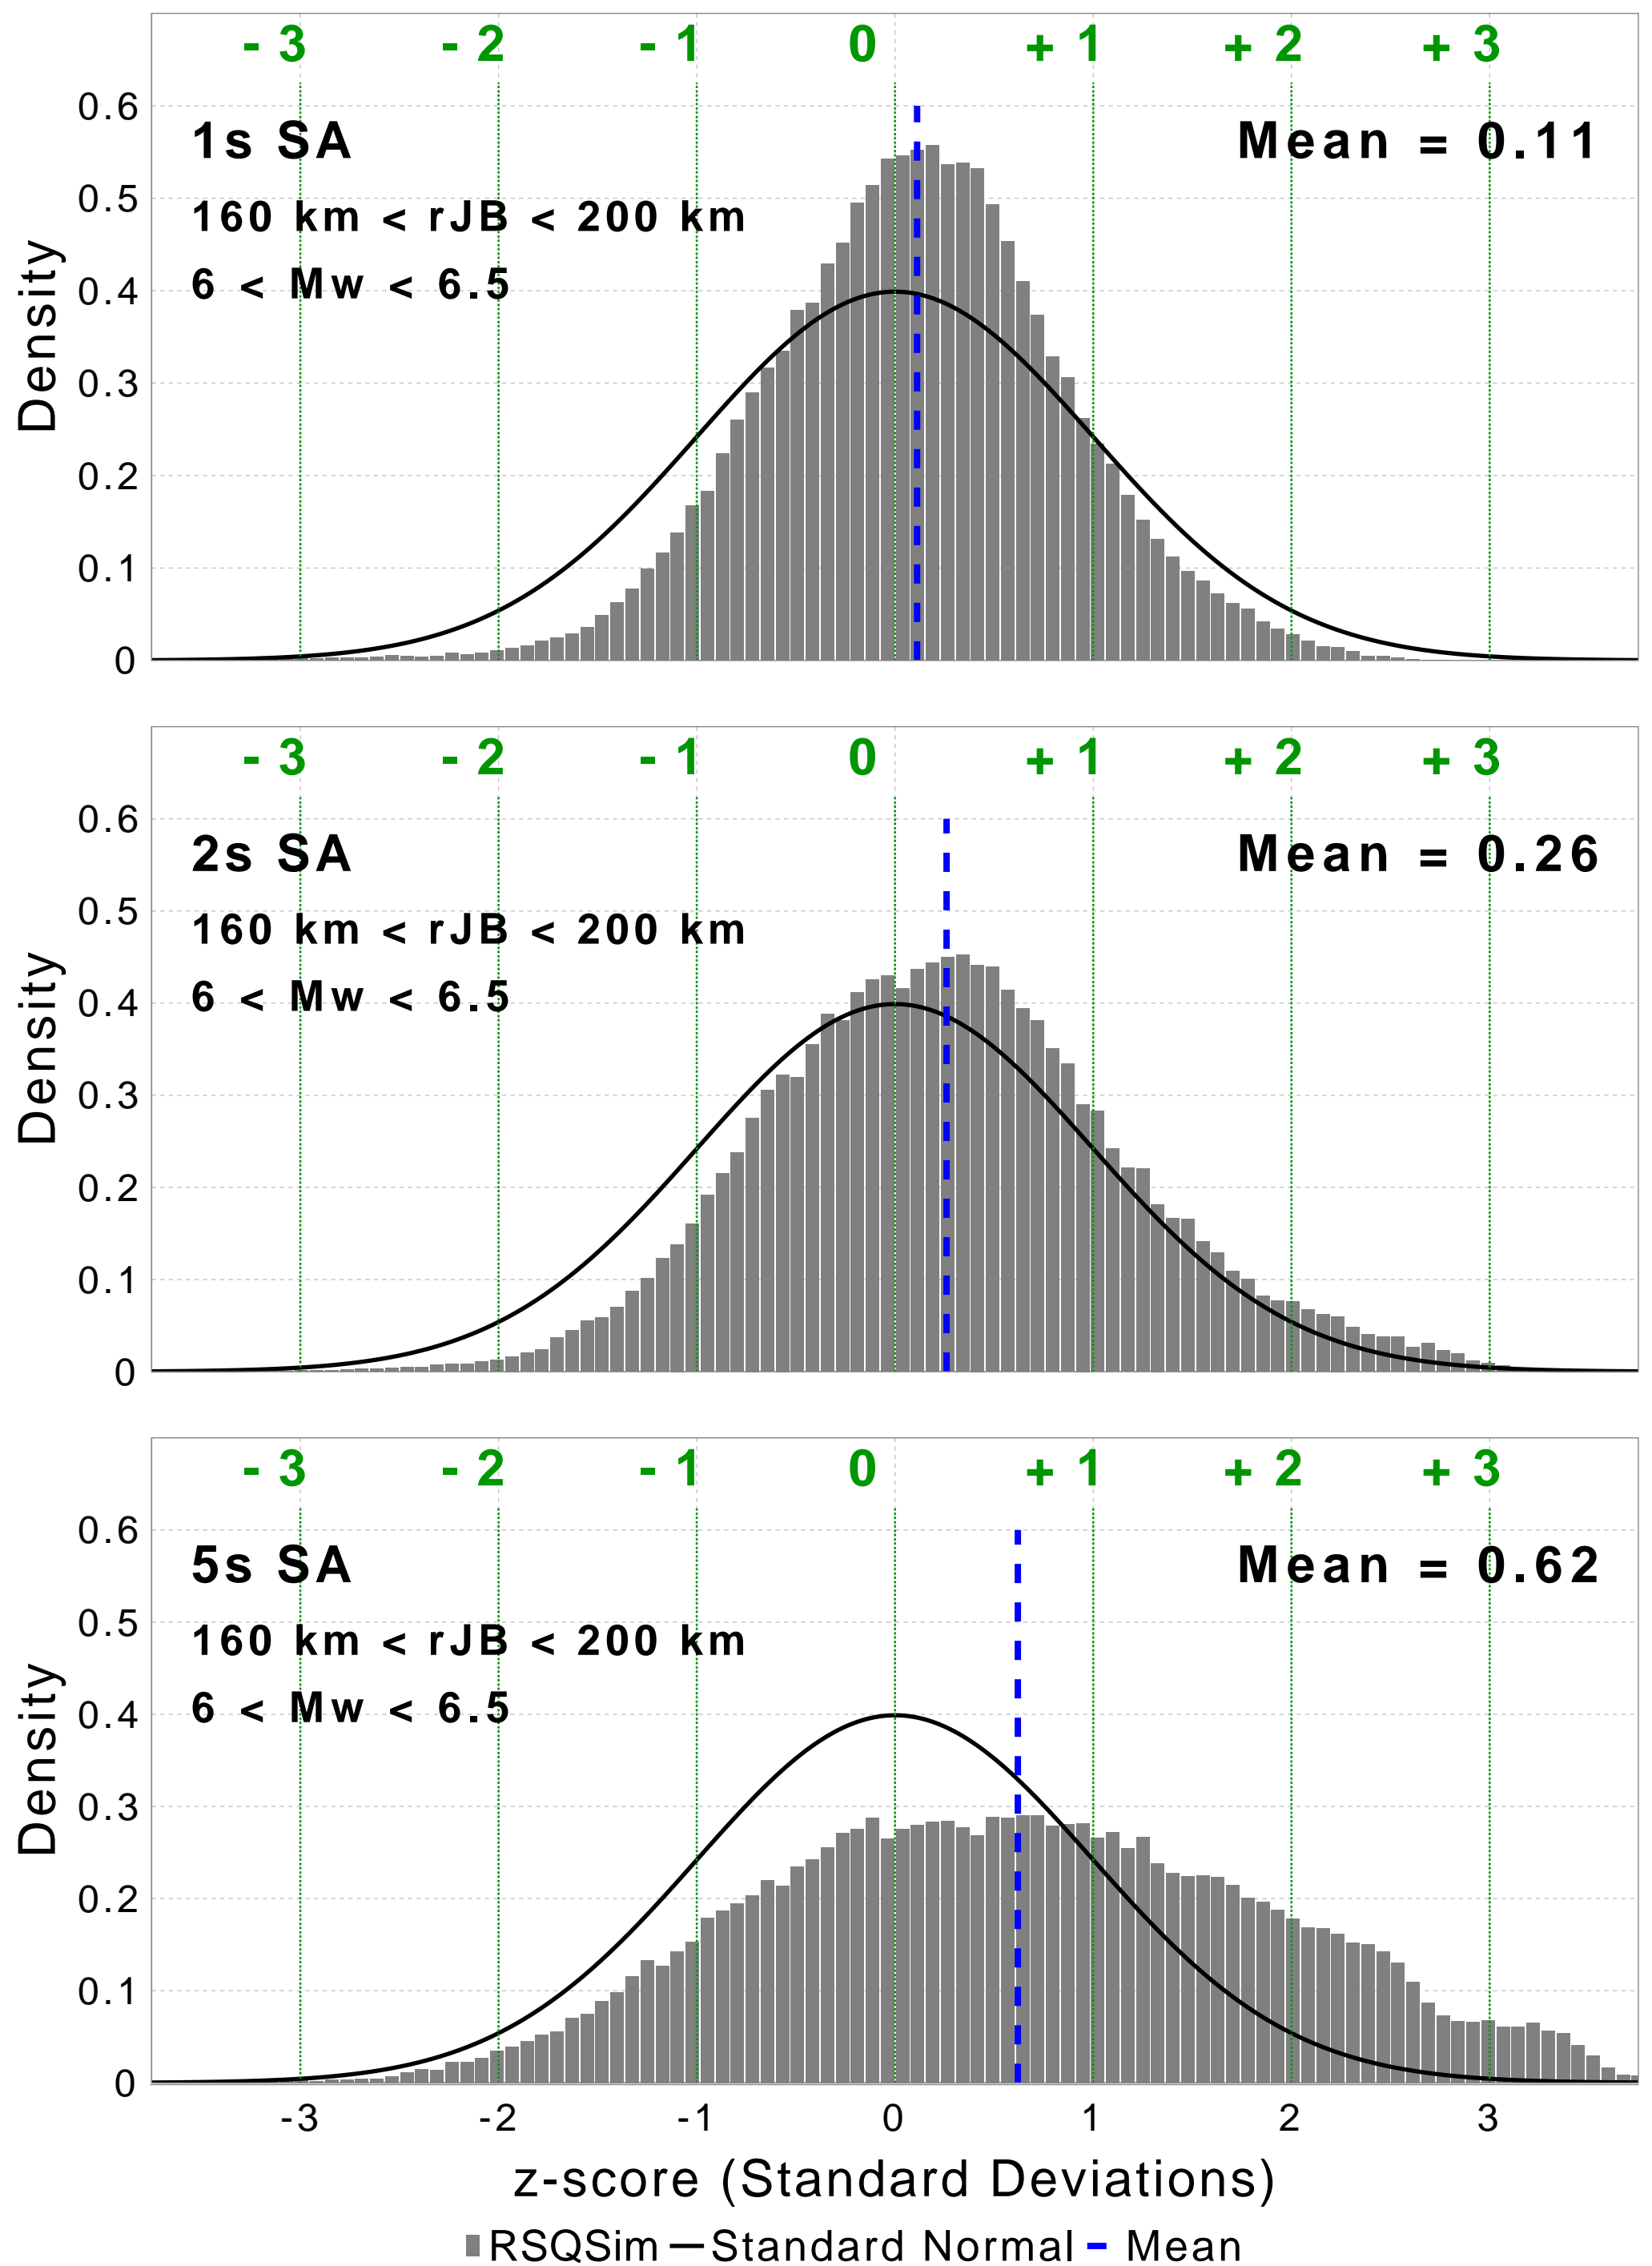 - 3 - 2 - 1 0 + 1 + 2 + 3
0.6
1s SA Mean = 0.11
0.5
160 km < rJB < 200 km
6 < Mw < 6.5
0.4
Density
0.3
0.2
0.1
0
- 3 - 2 - 1 0 + 1 + 2 + 3
0.6
2s SA Mean = 0.26
0.5
160 km < rJB < 200 km
6 < Mw < 6.5
0.4
Density
0.3
0.2
0.1
0
- 3 - 2 - 1 0 + 1 + 2 + 3
0.6
5s SA Mean = 0.62
0.5
160 km < rJB < 200 km
6 < Mw < 6.5
0.4
Density
0.3
0.2
0.1
0
-3 -2 -1 0 1 2 3
z-score (Standard Deviations)
RSQSim Standard Normal Mean